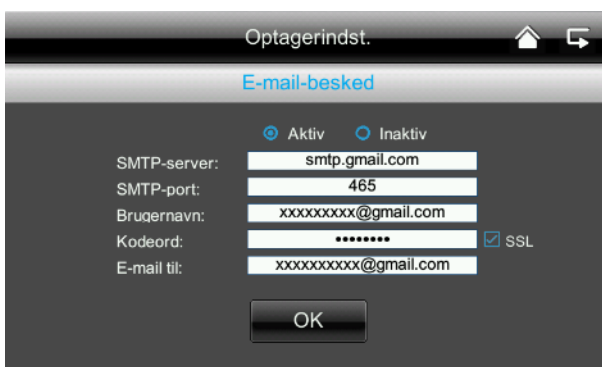 Optagerindst.
E-mail-besked
Aktiv Inaktiv
SMTP-server: smtp.gmail.com
SMTP-port: 465
Brugernavn: xxxxxxxxx@gmail.com
Kodeord: •••••••• SSL
E-mail til: xxxxxxxxxx@gmail.com
OK